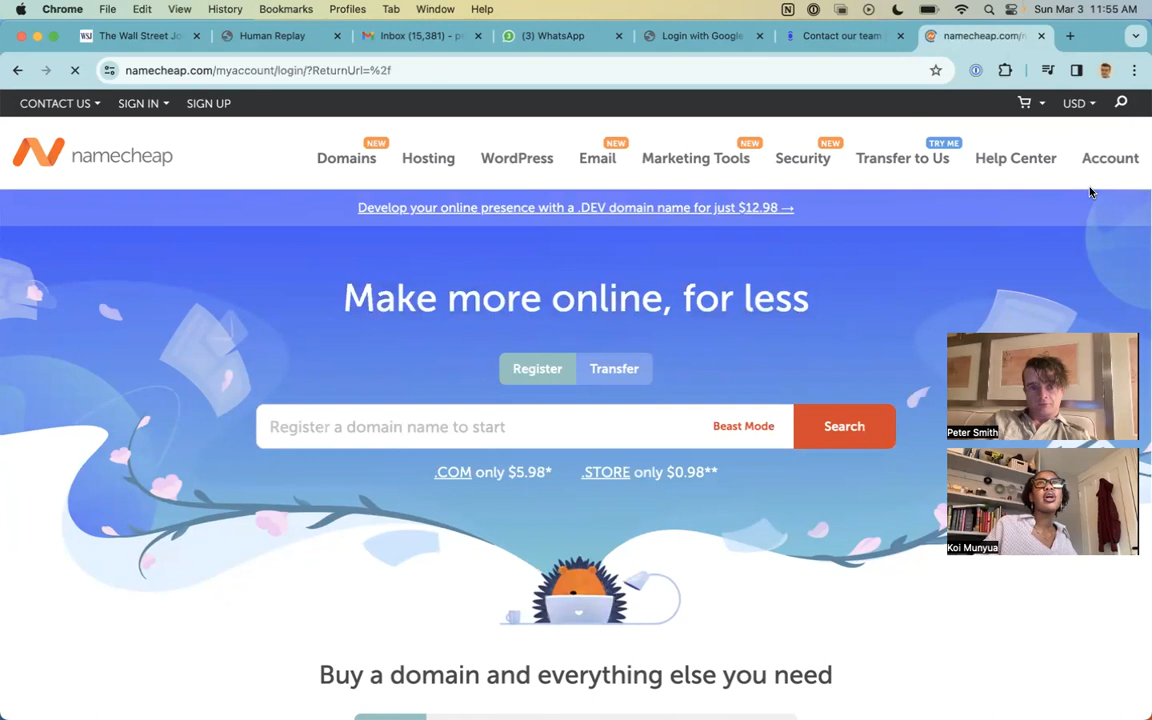 Chrome File Edit View History Bookmarks Profiles Tab Window Help Sun Mar 3 11:55 AM
The Wall Street Jo Human Replay Inbox (15,381) - p (3) WhatsApp Login with Google Contact our team namecheap.com/
namecheap.com/myaccount/login/?ReturnUrl=%2f
CONTACT US SIGN IN SIGN UP USD
NEW NEW NEW NEW TRY ME
namecheap Domains Hosting WordPress Email Marketing Tools Security Transfer to Us Help Center Account
Develop your online presence with a .DEV domain name for just $12.98 →
Make more online, for less
Register Transfer
Register a domain name to start Beast Mode Search
Peter Smith
.COM only $5.98* .STORE only $0.98**
Koi Munyua
Buy a domain and everything else you need